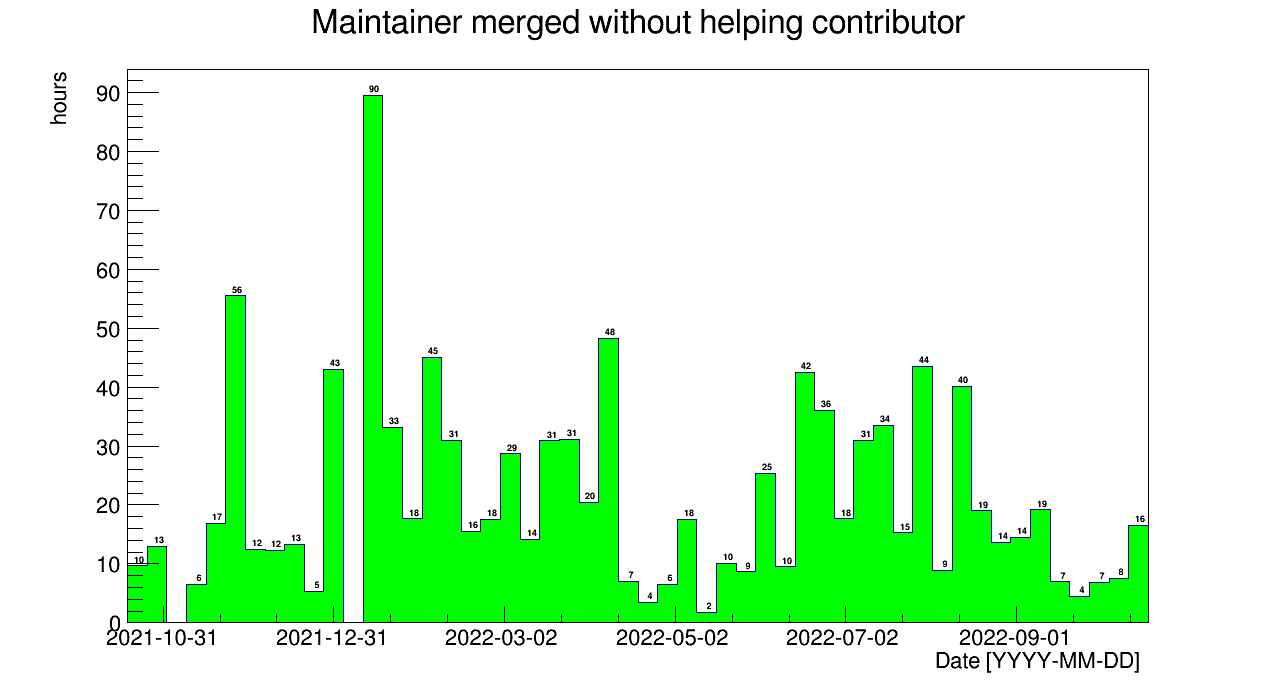 Maintainer merged without helping contributor
hours
90
80
70
60
50
40
30
20
10
0
10 13 6 17 56 12 12 13 5 43 90 33 18 45 31 16 18 29 14 31 31 20 48 7 4 6 18 2 10 9 25 10 42 36 18 31 34 15 44 9 40 19 14 14 19 7 4 7 8 16
2021-10-31 2021-12-31 2022-03-02 2022-05-02 2022-07-02 2022-09-01
Date [YYYY-MM-DD]